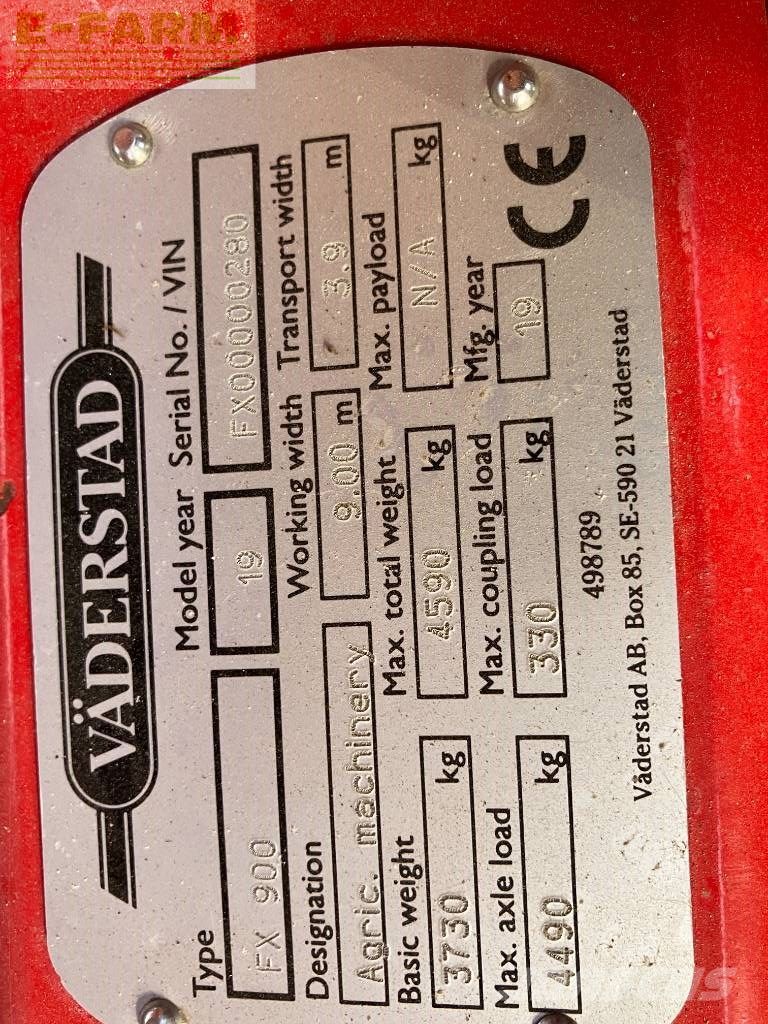 E-FARM
VÄDERSTAD
Type Model year Serial No. / VIN
FX 900 19 FX00000280
Designation Working width Transport width
Agric. machinery 9.00 m 3.9 m
Basic weight Max. total weight Max. payload
3730 kg 4590 kg N/A kg
Max. axle load Max. coupling load Mfg. year
4490 kg 330 kg 19
CE
498789
Väderstad AB, Box 85, SE-590 21 Väderstad